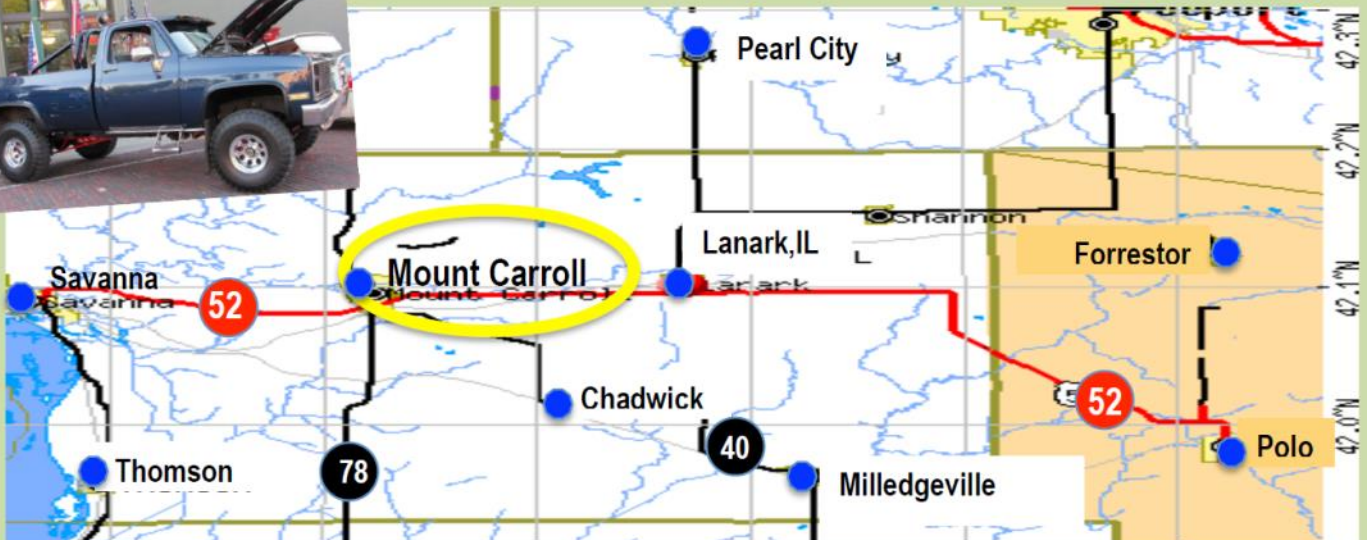 Pearl City
42.3°N
42.2°N
Shannon
Lanark,IL
L
Forrestor
Savanna
Savanna
Mount Carroll
Mount Carroll
Lanark
42.1°N
52
Chadwick
52
42.0°N
40
Polo
Thomson
78
Milledgeville